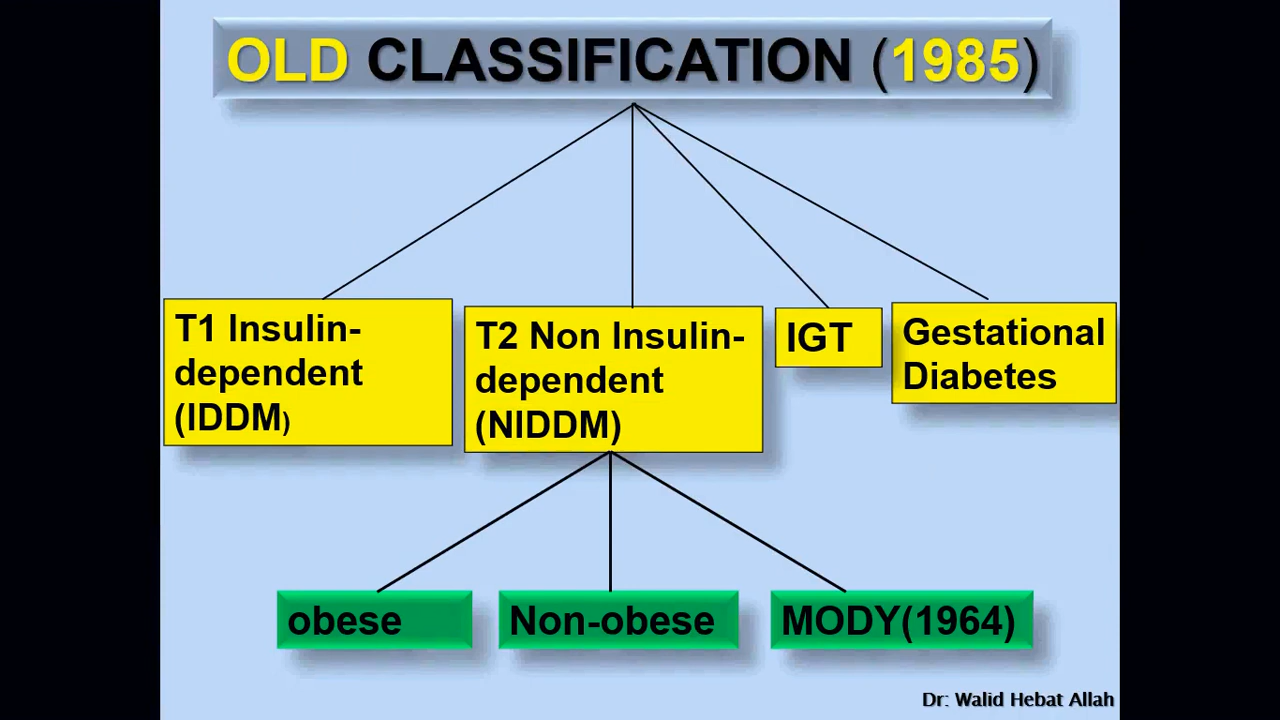 OLD CLASSIFICATION (1985)
T1 Insulin-
dependent
(IDDM)
T2 Non Insulin-
dependent
(NIDDM)
IGT
Gestational
Diabetes
obese
Non-obese
MODY(1964)
Dr: Walid Hebat Allah